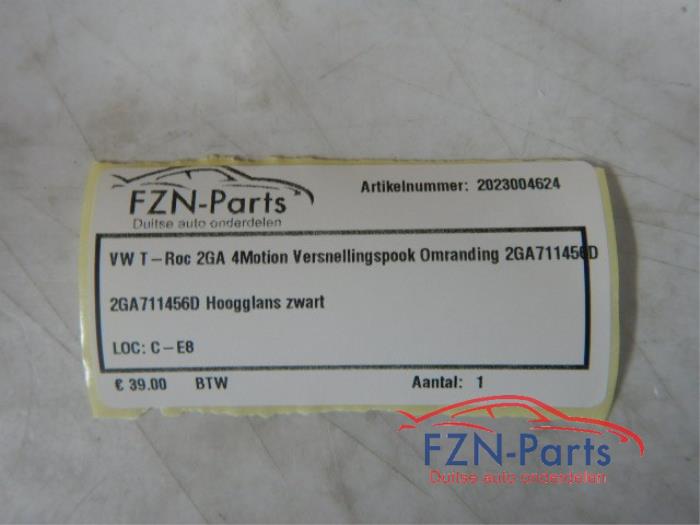 FZN-Parts
Duitse auto onderdelen
Artikelnummer: 2023004624
VW T-Roc 2GA 4Motion Versnellingspook Omranding 2GA711456D
2GA711456D Hoogglans zwart
LOC: C-E8
€ 39.00 BTW Aantal: 1
FZN-Parts
Duitse auto onderdelen